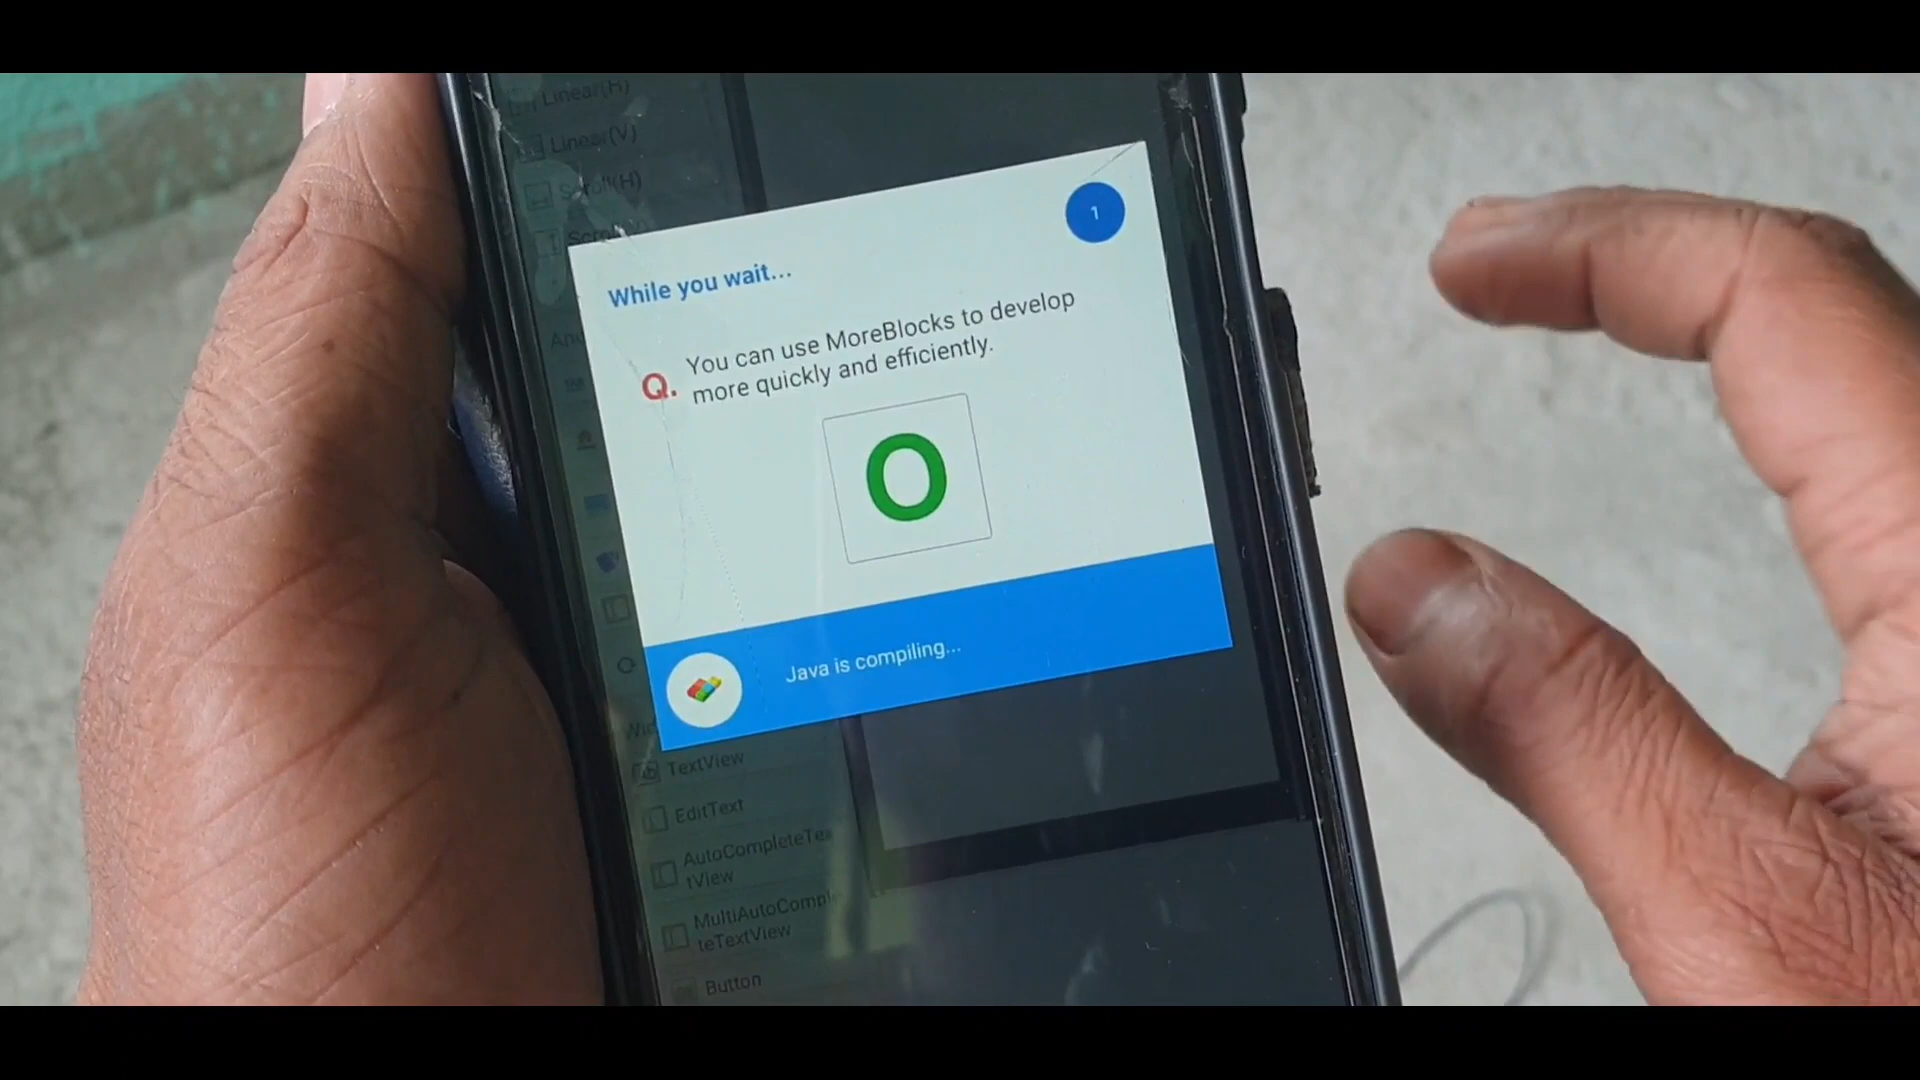 Linear(H)
Linear(V)
Scroll(H)
1
While you wait...
Q.
You can use MoreBlocks to develop
more quickly and efficiently.
O
Java is compiling...
TextView
EditText
AutoCompleteTex
tView
MultiAutoComple
teTextView
Button